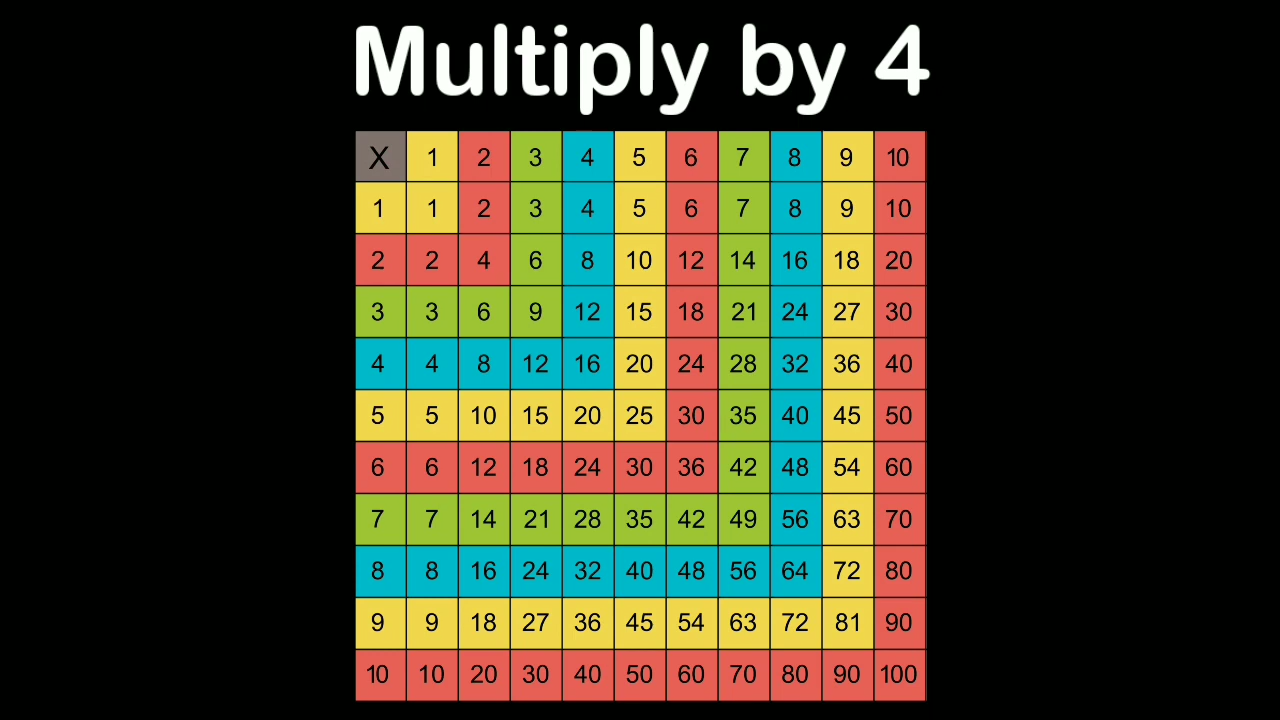 Multiply by 4
X 1 2 3 4 5 6 7 8 9 10
1 1 2 3 4 5 6 7 8 9 10
2 2 4 6 8 10 12 14 16 18 20
3 3 6 9 12 15 18 21 24 27 30
4 4 8 12 16 20 24 28 32 36 40
5 5 10 15 20 25 30 35 40 45 50
6 6 12 18 24 30 36 42 48 54 60
7 7 14 21 28 35 42 49 56 63 70
8 8 16 24 32 40 48 56 64 72 80
9 9 18 27 36 45 54 63 72 81 90
10 10 20 30 40 50 60 70 80 90 100